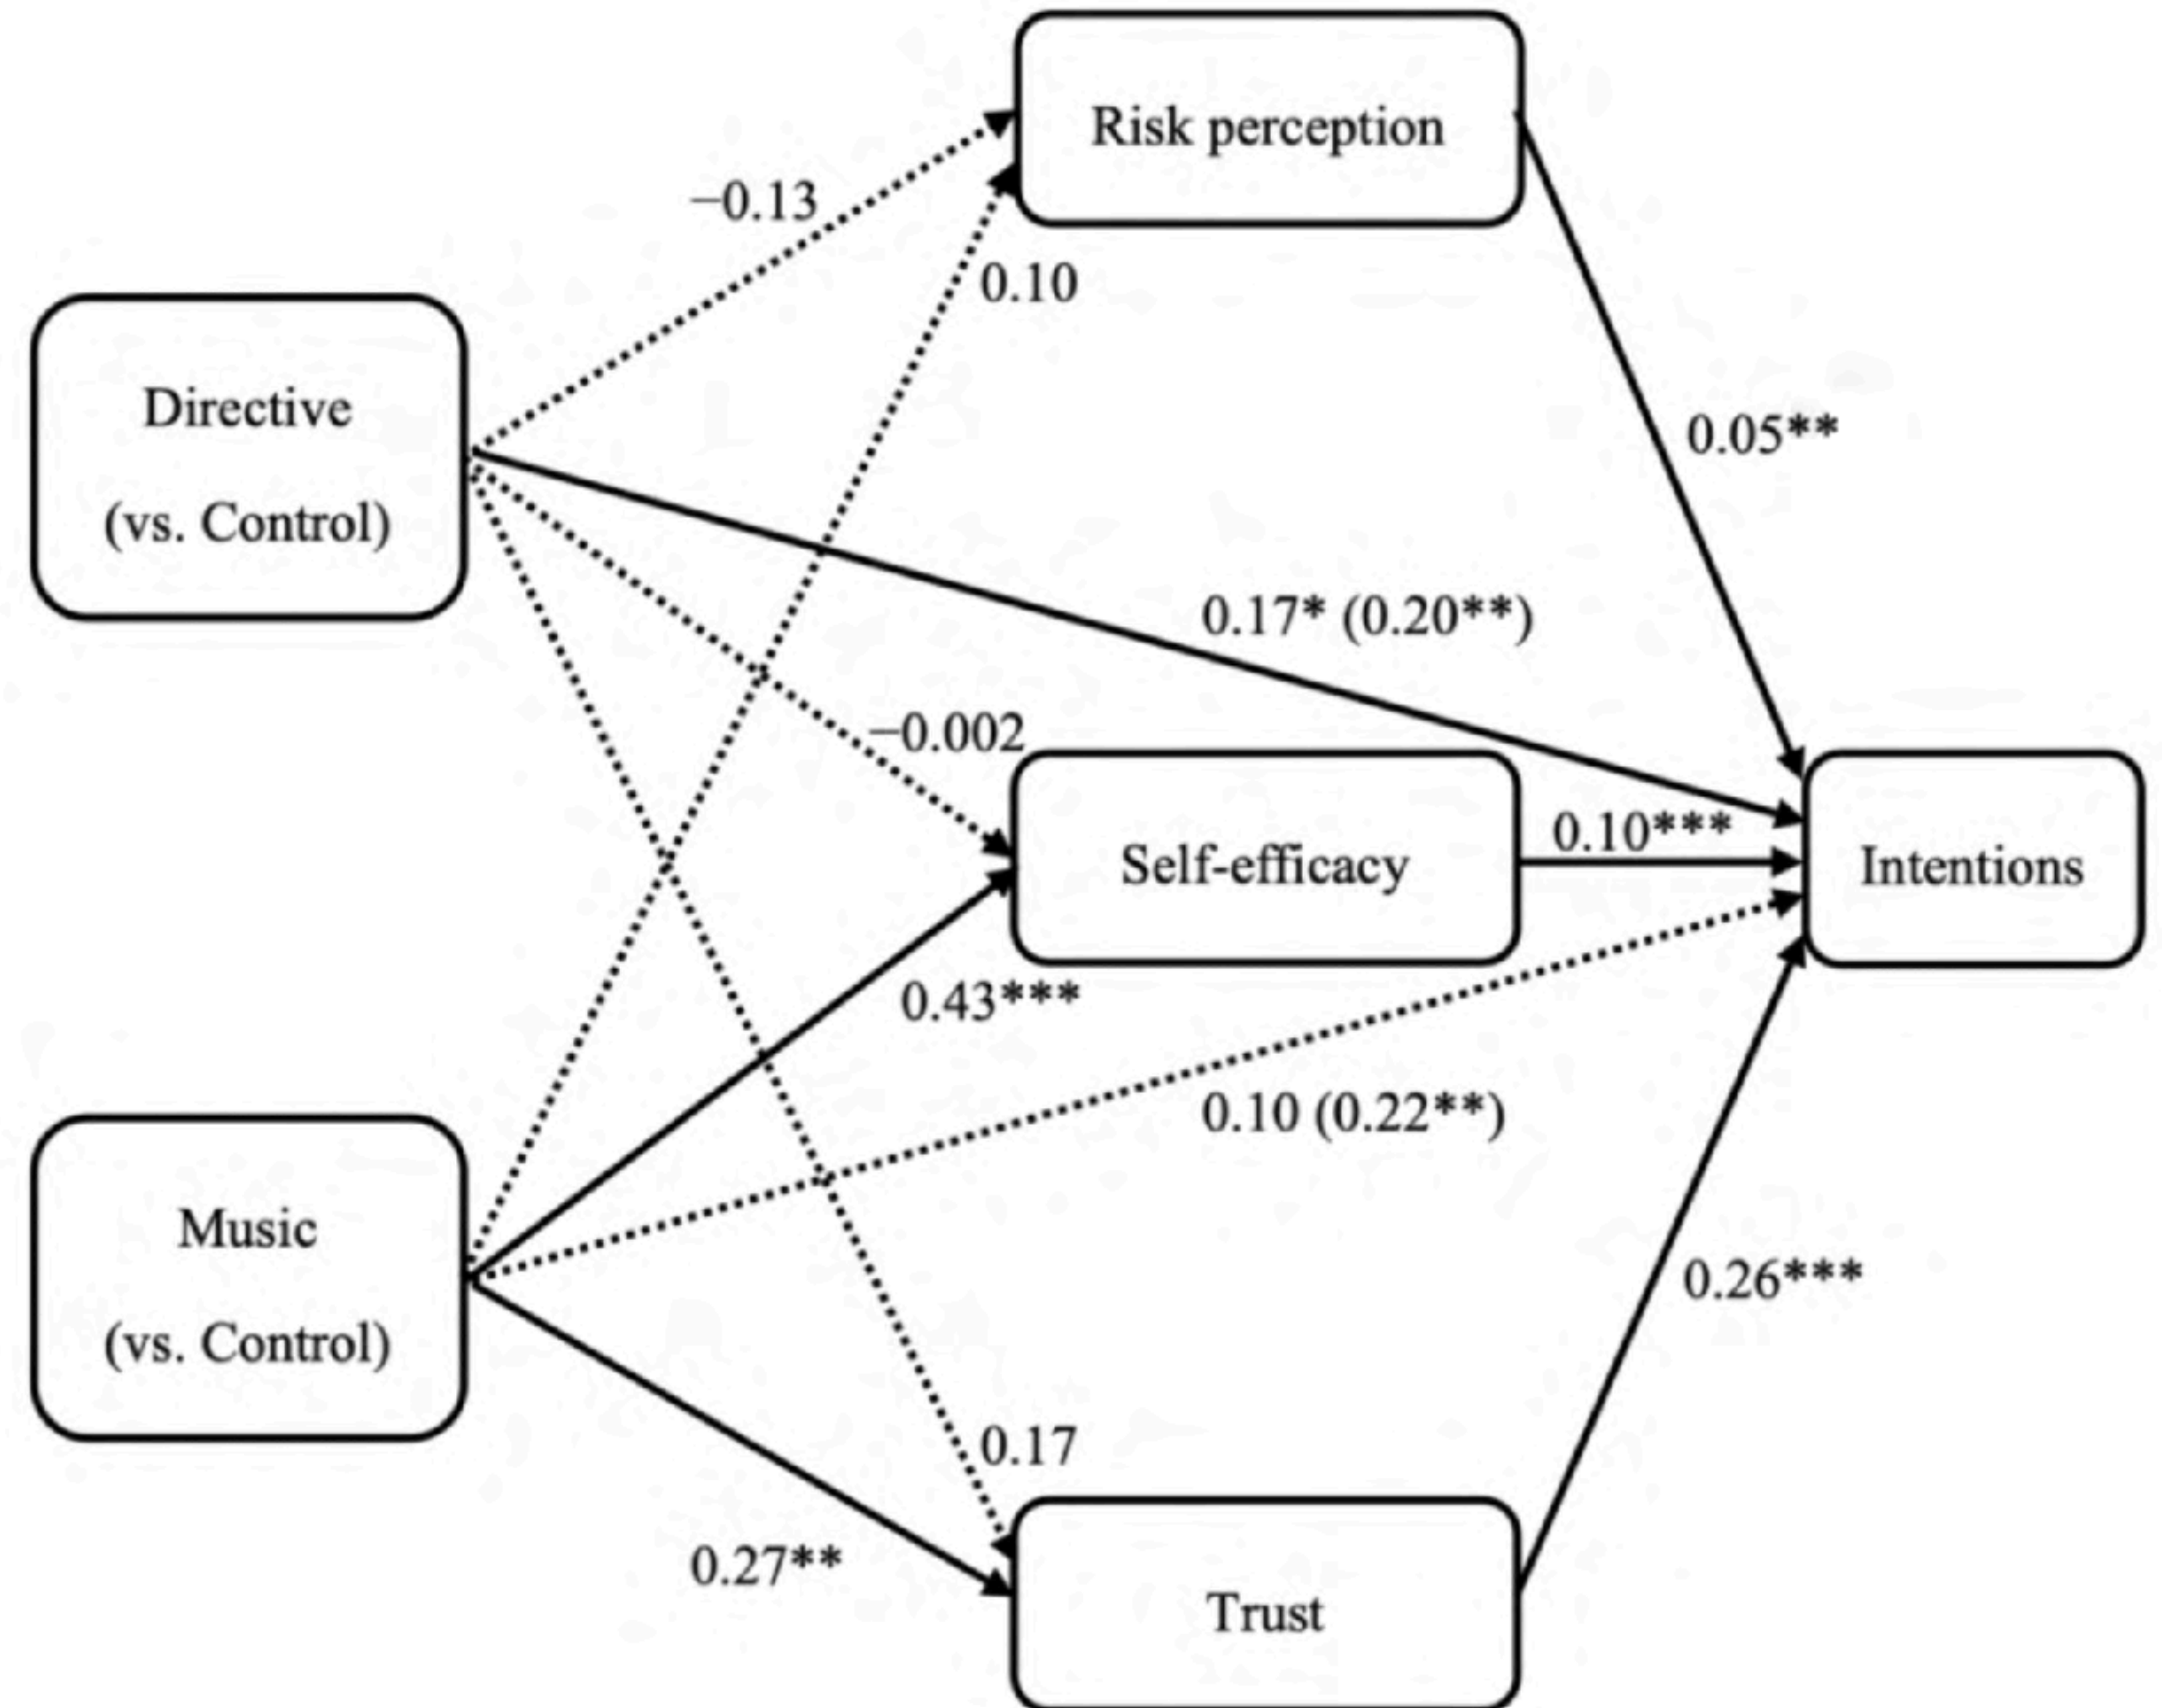 Risk perception
−0.13
0.10
Directive
(vs. Control)
0.05**
0.17* (0.20**)
−0.002
0.10***
Self-efficacy
Intentions
0.43***
0.10 (0.22**)
Music
(vs. Control)
0.26***
0.17
0.27**
Trust